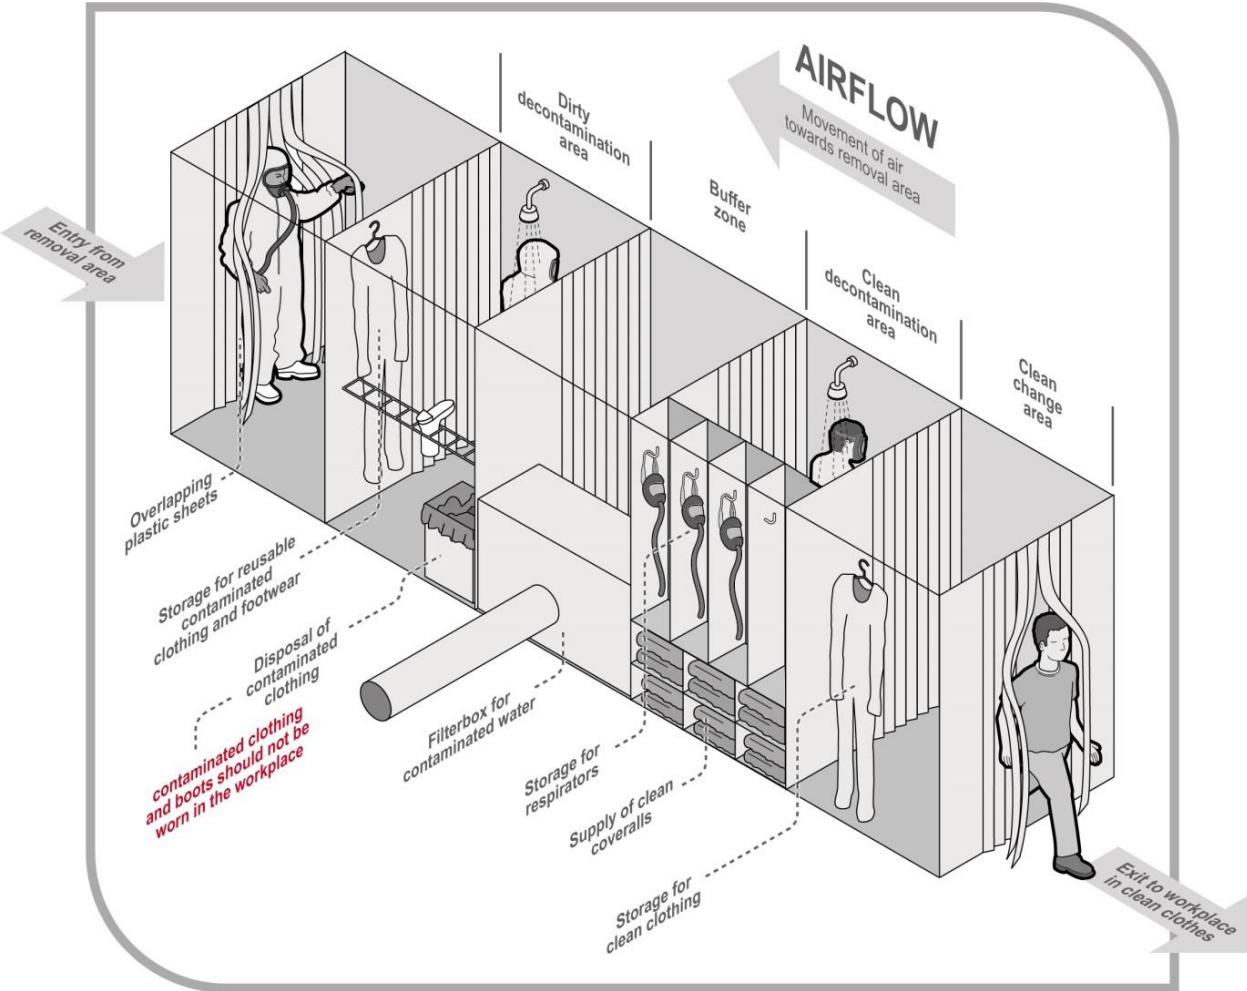 AIRFLOW
Movement of air
towards removal area
Dirty
decontamination
area
Buffer
zone
Clean
decontamination
area
Clean
change
area
Entry from
removal area
Overlapping
plastic sheets
Storage for reusable
contaminated
clothing and footwear
Disposal of
contaminated
clothing
contaminated clothing
and boots should not be
worn in the workplace
Filterbox for
contaminated water
Storage for
respirators
Supply of clean
coveralls
Storage for
clean clothing
Exit to workplace
in clean clothes